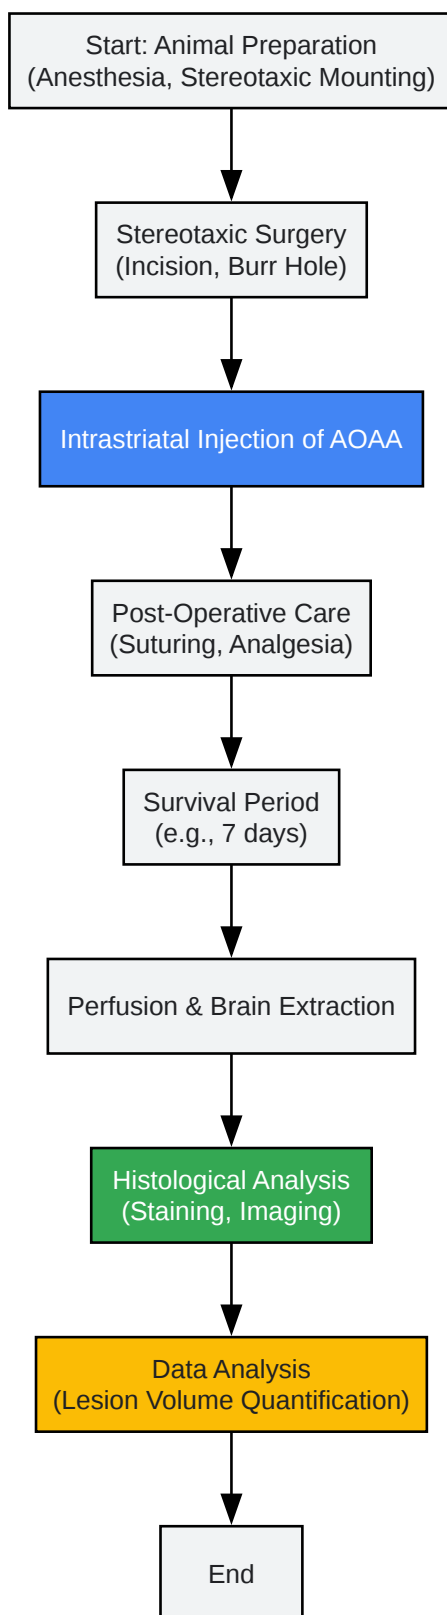 Start: Animal Preparation
(Anesthesia, Stereotaxic Mounting)
Stereotaxic Surgery
(Incision, Burr Hole)
Intrastriatal Injection of AOAA
Post-Operative Care
(Suturing, Analgesia)
Survival Period
(e.g., 7 days)
Perfusion & Brain Extraction
Histological Analysis
(Staining, Imaging)
Data Analysis
(Lesion Volume Quantification)
End